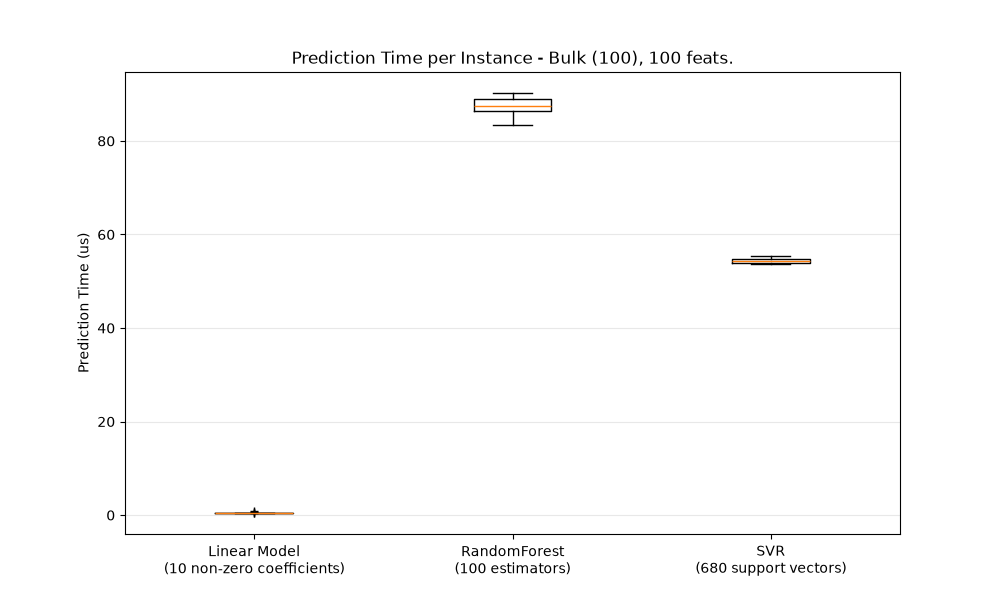 Prediction Time per Instance - Bulk (100), 100 feats.
Prediction Time (us)
80
60
40
20
0
Linear Model
(10 non-zero coefficients)
RandomForest
(100 estimators)
SVR
(680 support vectors)